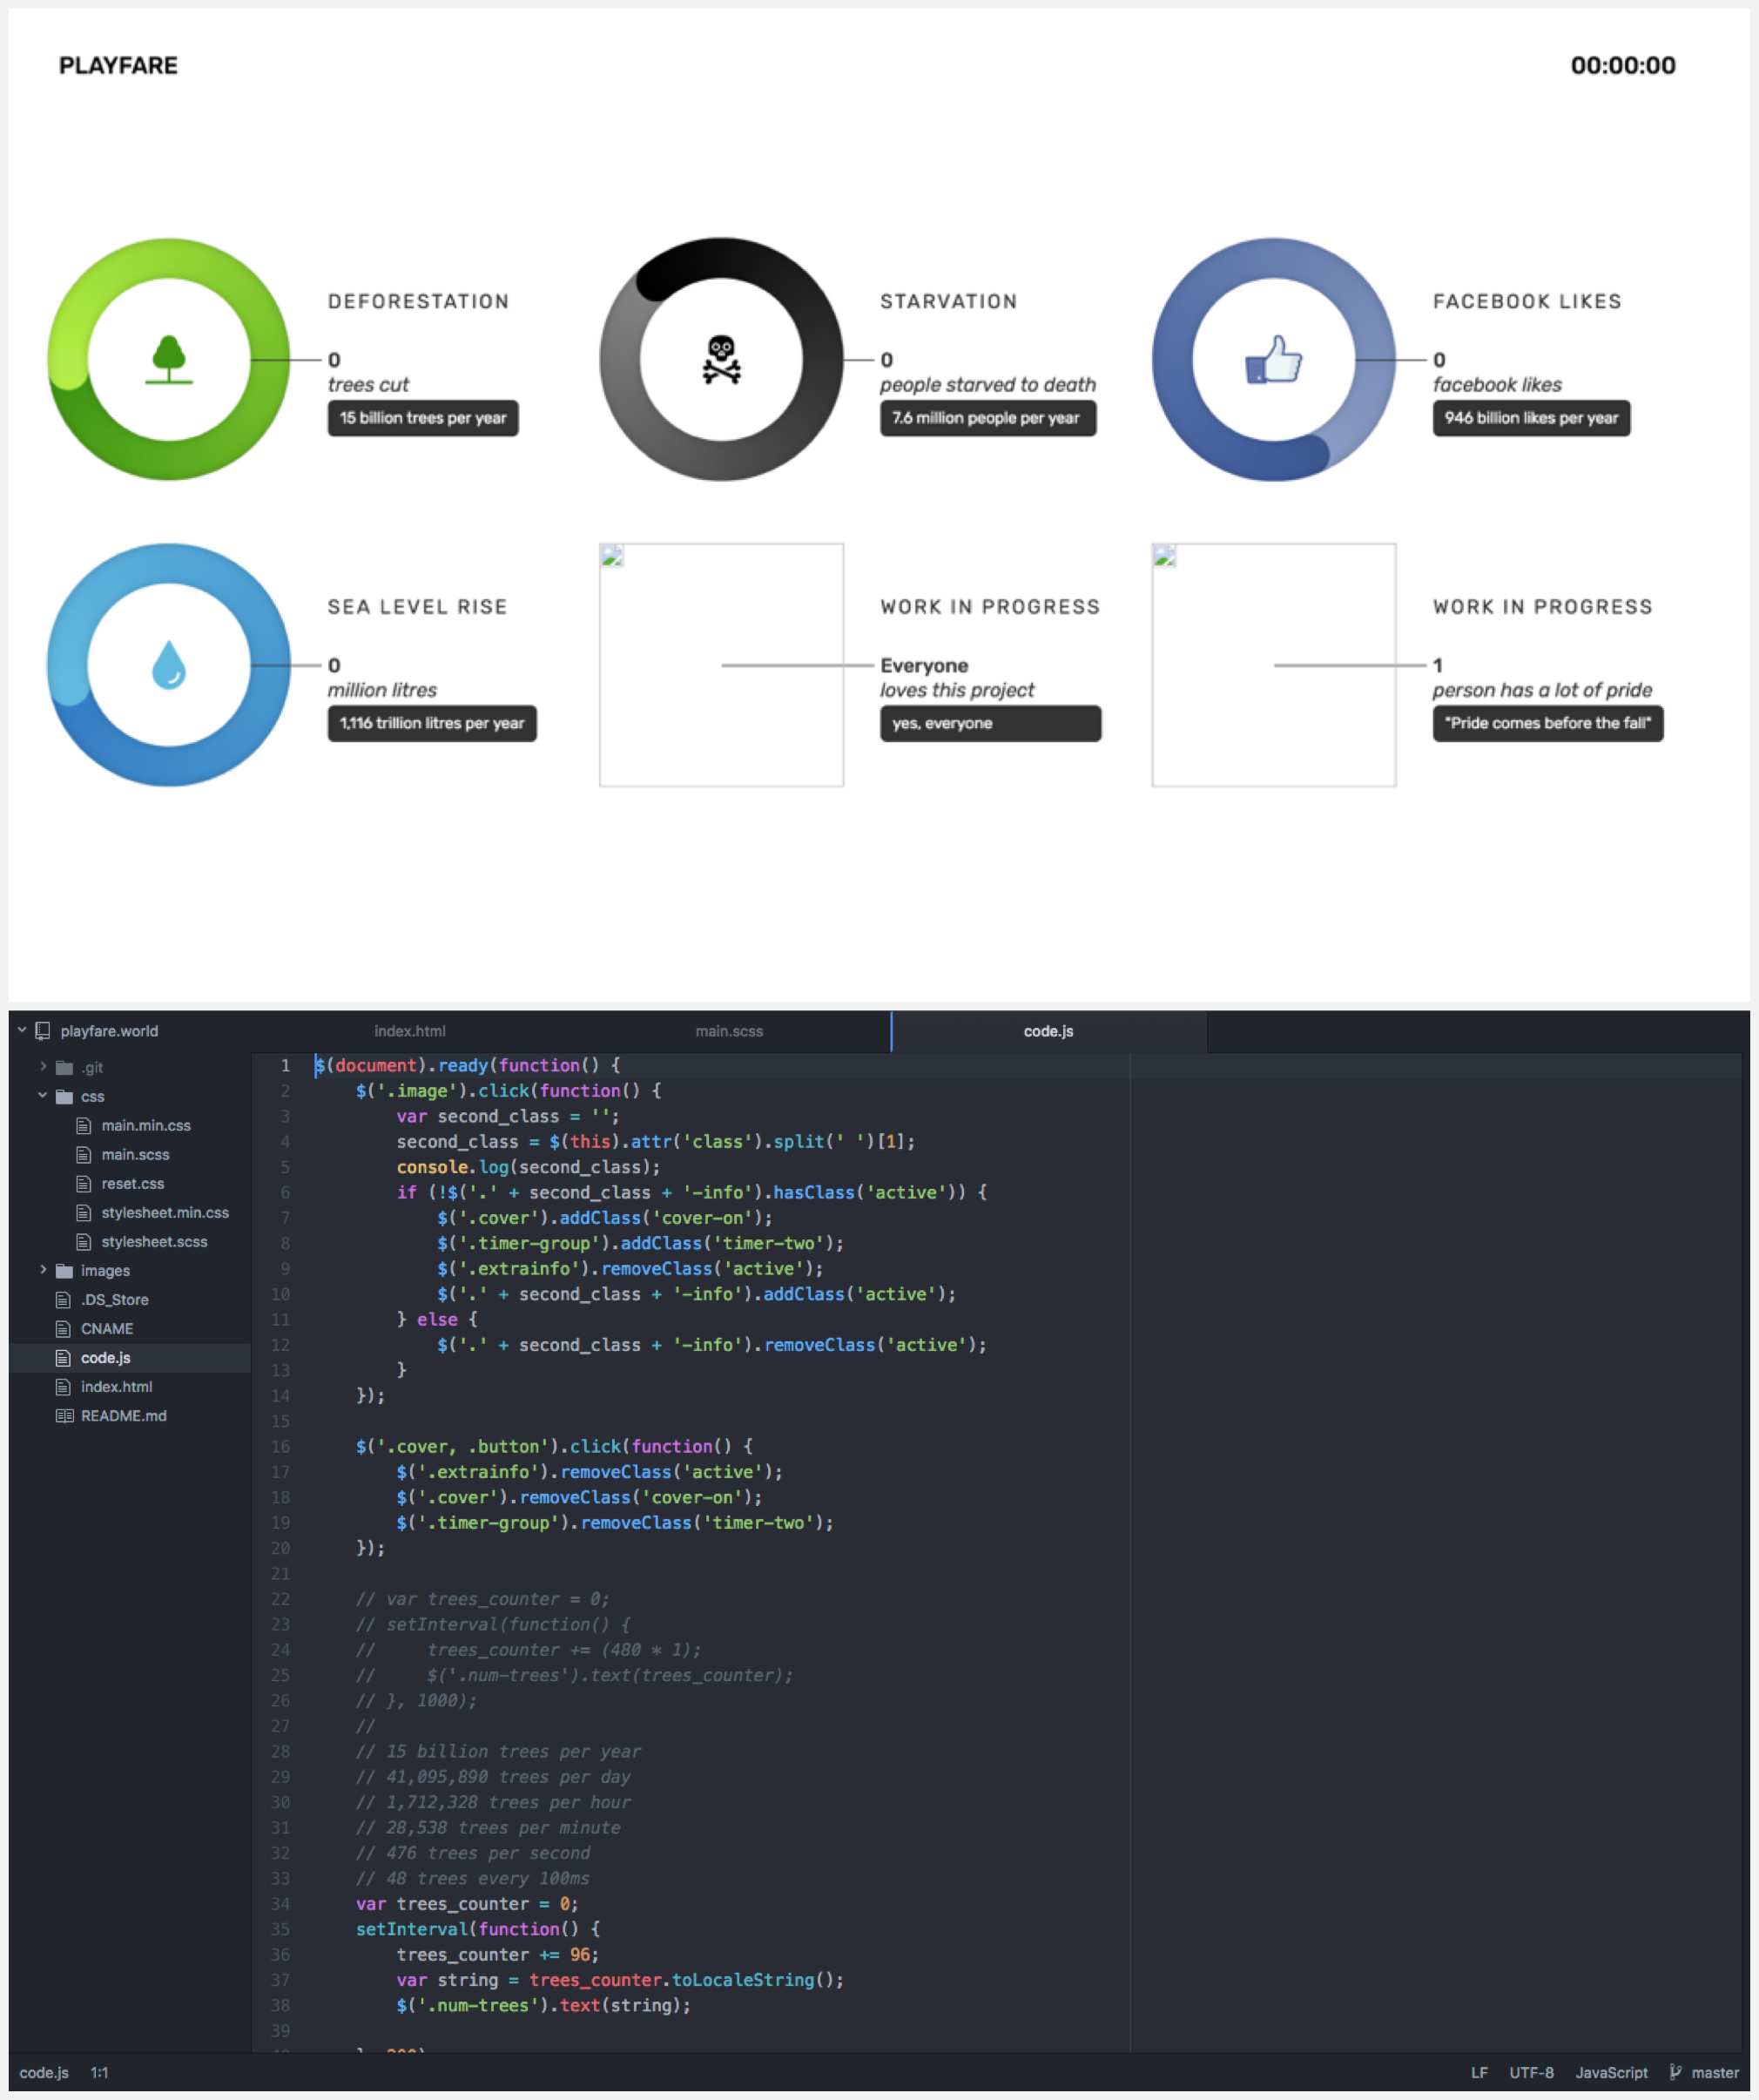 PLAYFARE
00:00:00
DEFORESTATION
0
trees cut
15 billion trees per year
STARVATION
0
people starved to death
7.6 million people per year
FACEBOOK LIKES
0
facebook likes
946 billion likes per year
SEA LEVEL RISE
0
million litres
1,116 trillion litres per year
WORK IN PROGRESS
Everyone
loves this project
yes, everyone
WORK IN PROGRESS
1
person has a lot of pride
"Pride comes before the fall"
playfare.world
.git
css
main.min.css
main.scss
reset.css
stylesheet.min.css
stylesheet.scss
images
.DS_Store
CNAME
code.js
index.html
README.md
index.html
main.scss
code.js
1 $(document).ready(function() {
2 $('.image').click(function() {
3 var second_class = '';
4 second_class = $(this).attr('class').split(' ')[1];
5 console.log(second_class);
6 if (!$('.' + second_class + '-info').hasClass('active')) {
7 $('.cover').addClass('cover-on');
8 $('.timer-group').addClass('timer-two');
9 $('.extrainfo').removeClass('active');
10 $('.' + second_class + '-info').addClass('active');
11 } else {
12 $('.' + second_class + '-info').removeClass('active');
13 }
14 });
15
16 $('.cover, .button').click(function() {
17 $('.extrainfo').removeClass('active');
18 $('.cover').removeClass('cover-on');
19 $('.timer-group').removeClass('timer-two');
20 });
21
22 // var trees_counter = 0;
23 // setInterval(function() {
24 // trees_counter += (480 * 1);
25 // $('.num-trees').text(trees_counter);
26 // }, 1000);
27 //
28 // 15 billion trees per year
29 // 41,095,890 trees per day
30 // 1,712,328 trees per hour
31 // 28,538 trees per minute
32 // 476 trees per second
33 // 48 trees every 100ms
34 var trees_counter = 0;
35 setInterval(function() {
36 trees_counter += 96;
37 var string = trees_counter.toLocaleString();
38 $('.num-trees').text(string);
39
code.js 1:1
LF UTF-8 JavaScript master